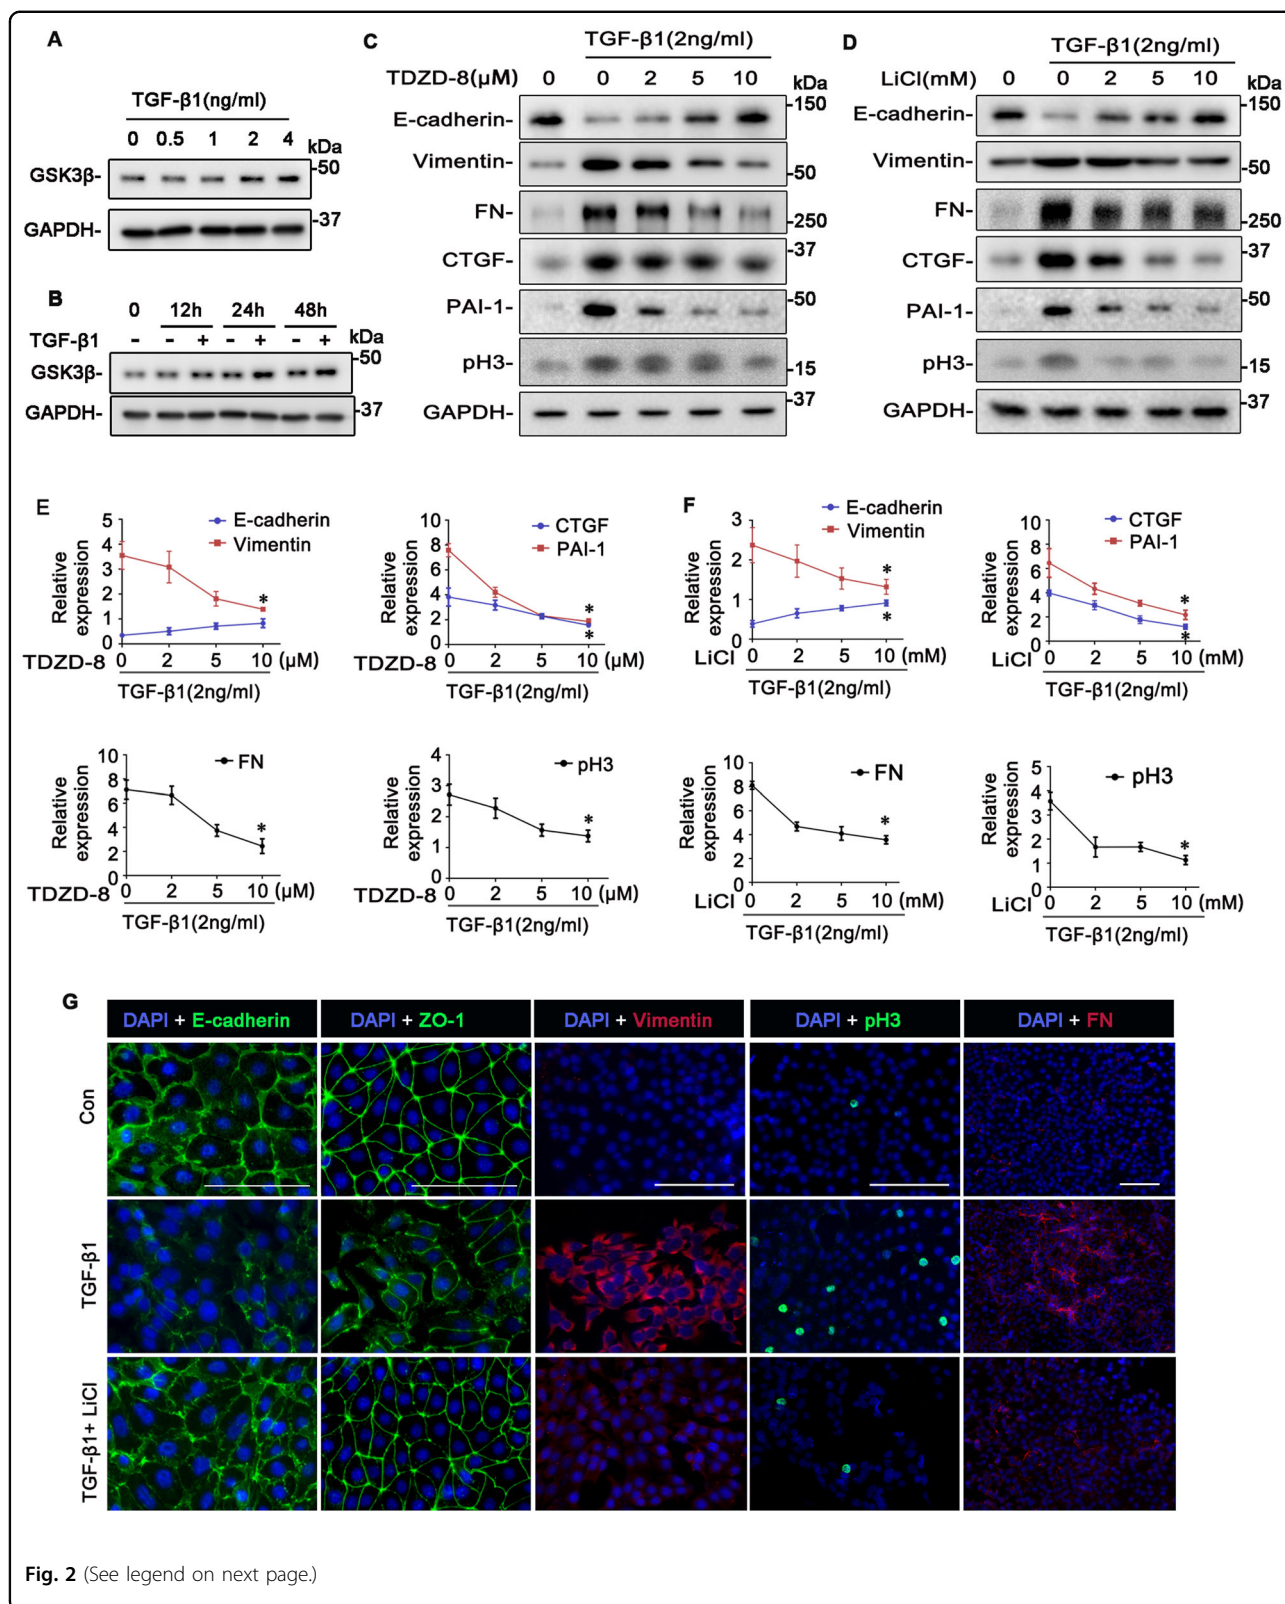 A
TGF-β1(ng/ml)
0 0.5 1 2 4 kDa
GSK3β- -50
GAPDH- -37
B
0 12h 24h 48h
TGF-β1 - - + - + - + kDa
GSK3β- -50
GAPDH- -37
C
TGF-β1(2ng/ml)
TDZD-8(μM) 0 0 2 5 10 kDa
E-cadherin- -150
Vimentin- -50
FN- -250
CTGF- -37
PAI-1- -50
pH3- -15
GAPDH- -37
D
TGF-β1(2ng/ml)
LiCl(mM) 0 0 2 5 10 kDa
E-cadherin- -150
Vimentin- -50
FN- -250
CTGF- -37
PAI-1- -50
pH3- -15
GAPDH- -37
E
Relative expression
5
4
3
2
1
0
E-cadherin
Vimentin
*
TDZD-8 0 2 5 10 (μM)
TGF-β1(2ng/ml)
10
8
6
4
2
0
CTGF
PAI-1
*
*
TDZD-8 0 2 5 10 (μM)
TGF-β1(2ng/ml)
F
Relative expression
3
2
1
0
E-cadherin
Vimentin
*
*
LiCl 0 2 5 10 (mM)
TGF-β1(2ng/ml)
Relative expression
10
8
6
4
2
0
CTGF
PAI-1
*
*
LiCl 0 2 5 10 (mM)
TGF-β1(2ng/ml)
Relative expression
10
8
6
4
2
0
FN
*
TDZD-8 0 2 5 10 (μM)
TGF-β1(2ng/ml)
Relative expression
4
3
2
1
0
pH3
*
TDZD-8 0 2 5 10 (μM)
TGF-β1(2ng/ml)
Relative expression
10
8
6
4
2
0
FN
*
LiCl 0 2 5 10 (mM)
TGF-β1(2ng/ml)
Relative expression
5
4
3
2
1
0
pH3
*
LiCl 0 2 5 10 (mM)
TGF-β1(2ng/ml)
G
DAPI + E-cadherin DAPI + ZO-1 DAPI + Vimentin DAPI + pH3 DAPI + FN
Con
TGF-β1
TGF-β1+ LiCl
Fig. 2 (See legend on next page.)